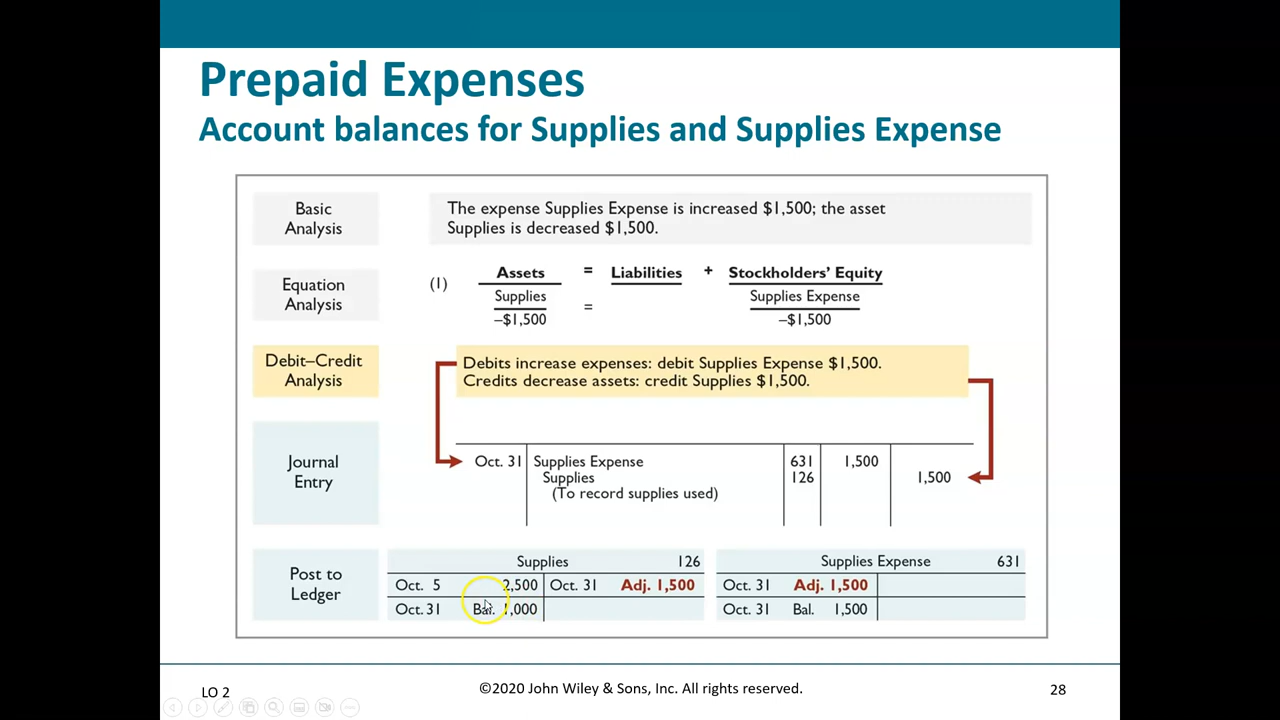 Prepaid Expenses
Account balances for Supplies and Supplies Expense
Basic
Analysis
The expense Supplies Expense is increased $1,500; the asset
Supplies is decreased $1,500.
Equation
Analysis
(1)
Assets = Liabilities + Stockholders' Equity
Supplies = Supplies Expense
–$1,500 –$1,500
Debit–Credit
Analysis
Debits increase expenses: debit Supplies Expense $1,500.
Credits decrease assets: credit Supplies $1,500.
Journal
Entry
Oct. 31 Supplies Expense 631 1,500
Supplies 126 1,500
(To record supplies used)
Post to
Ledger
Supplies 126
Oct. 5 2,500 Oct. 31 Adj. 1,500
Oct. 31 Bal. 1,000
Supplies Expense 631
Oct. 31 Adj. 1,500
Oct. 31 Bal. 1,500
LO 2
©2020 John Wiley & Sons, Inc. All rights reserved.
28